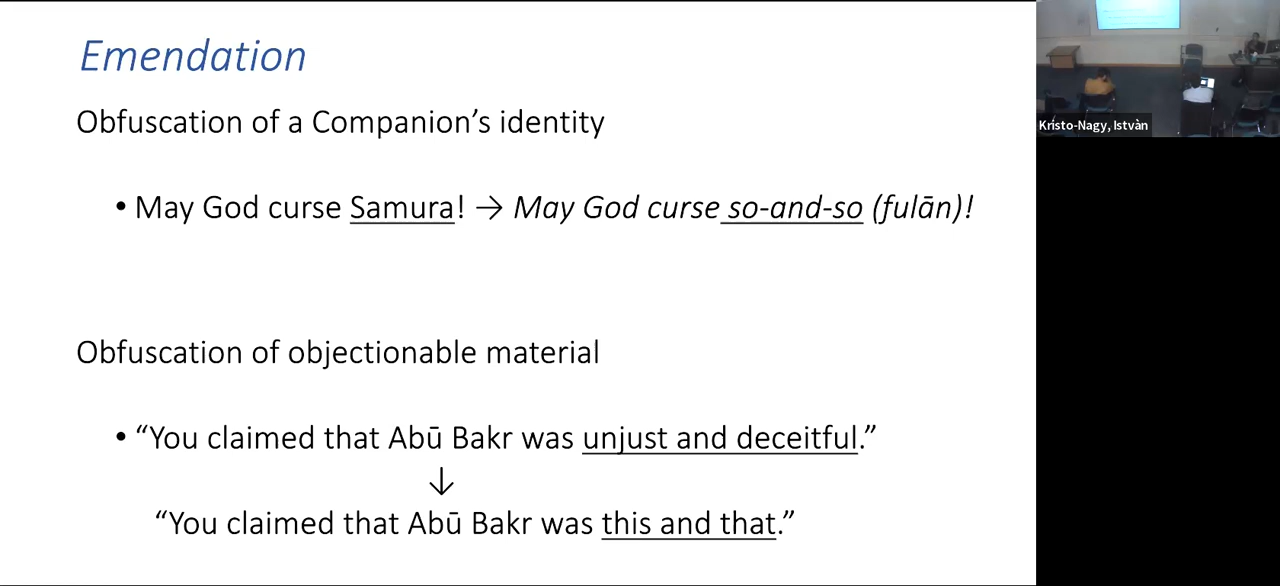 Emendation
Obfuscation of a Companion’s identity
• May God curse Samura! → May God curse so-and-so (fulān)!
Kristo-Nagy, Istvàn
Obfuscation of objectionable material
• “You claimed that Abū Bakr was unjust and deceitful.”
↓
“You claimed that Abū Bakr was this and that.”